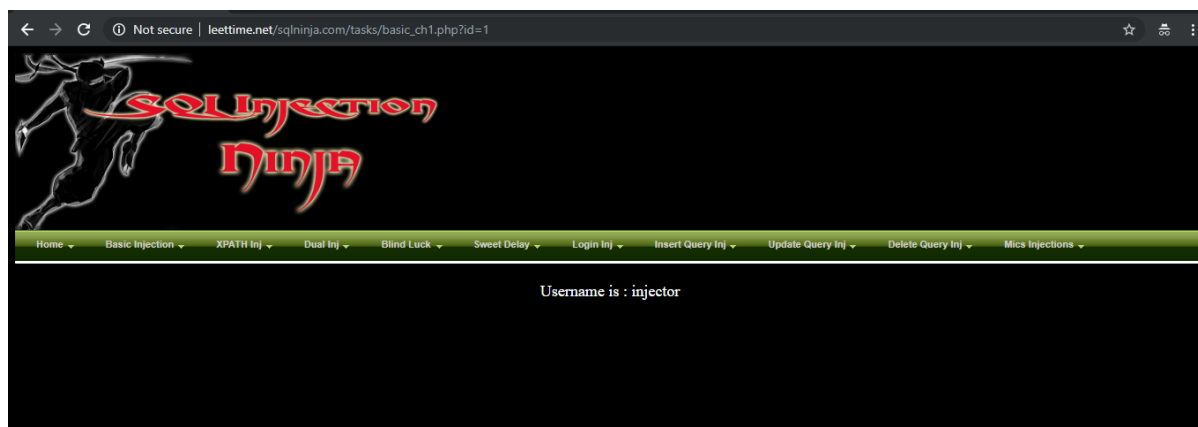 Not secure | leettime.net/sqlninja.com/tasks/basic_ch1.php?id=1
SQL Injection
Ninja
Home Basic Injection XPATH Inj Dual Inj Blind Luck Sweet Delay Login Inj Insert Query Inj Update Query Inj Delete Query Inj Mics Injections
Username is : injector